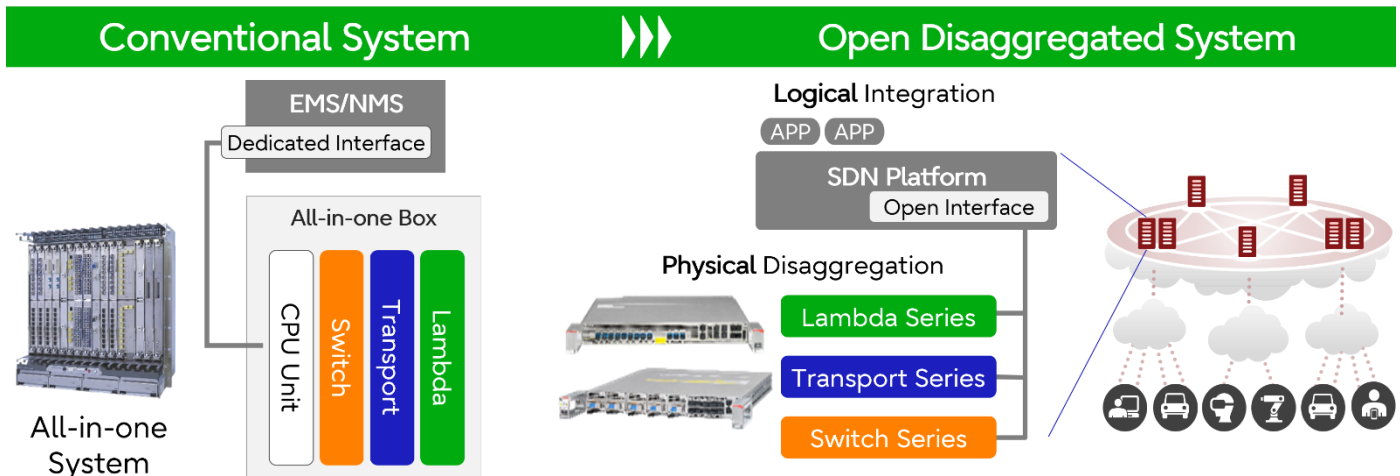 Conventional System
Open Disaggregated System
EMS/NMS
Dedicated Interface
All-in-one Box
CPU Unit
Switch
Transport
Lambda
All-in-one
System
Logical Integration
APP APP
SDN Platform
Open Interface
Physical Disaggregation
Lambda Series
Transport Series
Switch Series